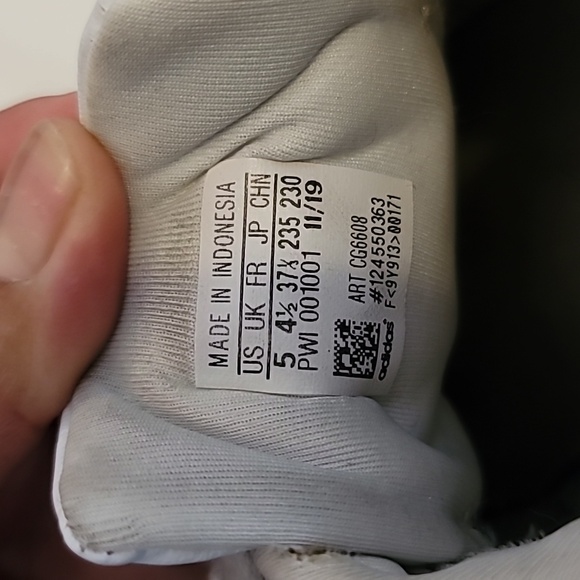 MADE IN INDONESIA
US UK FR JP CHN
5 4½ 37⅓ 235 230
PWI 001001 11/19
ART CG6608
#124550363
F<9Y913>00171
adidas